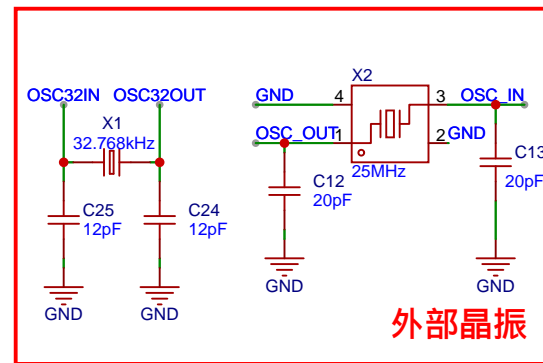 OSC32IN
OSC32OUT
X1
32.768kHz
C25
12pF
C24
12pF
GND
GND
X2
GND
4
3
OSC_IN
OSC_OUT
1
2
GND
25MHz
C12
20pF
C13
20pF
GND
GND
外部晶振